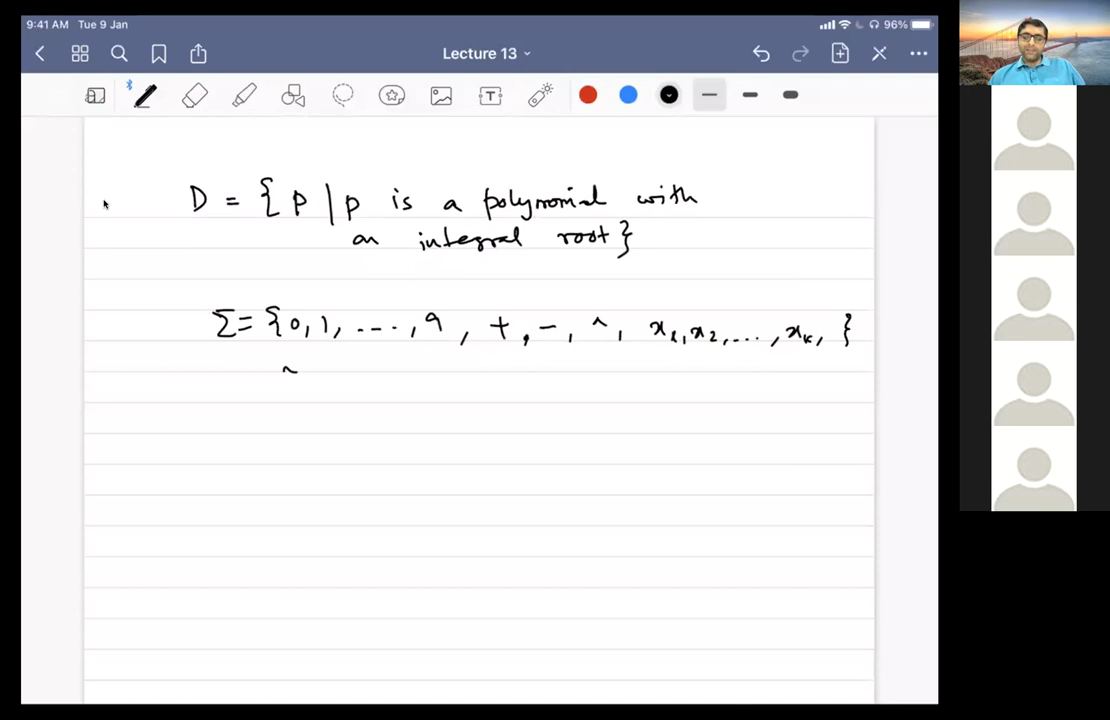 9:41 AM Tue 9 Jan
96%
Lecture 13
D = { p | p is a polynomial with
an integral root }
Σ = { 0, 1, ...., 9, +, -, ^, x₁, x₂, ..., xₖ, }
~